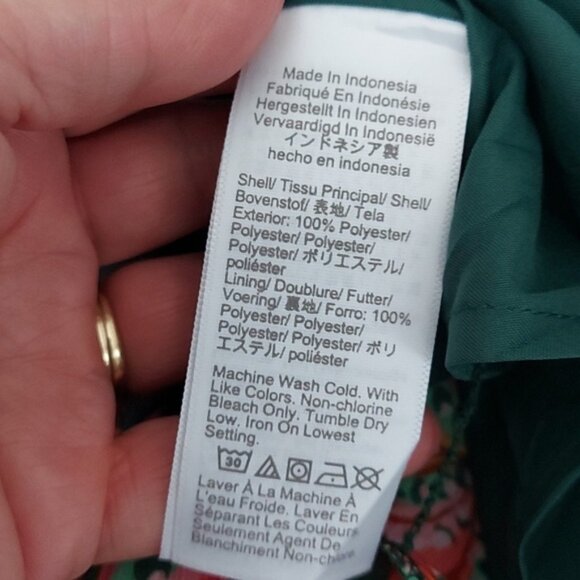 Made In Indonesia
Fabriqué En Indonésie
Hergestellt In Indonesien
Vervaardigd In Indonesië
インドネシア製
hecho en indonesia
Shell/ Tissu Principal/ Shell/
Bovenstof/ 表地/ Tela
Exterior: 100% Polyester/
Polyester/ Polyester/
Polyester/ ポリエステル/
poliéster
Lining/ Doublure/ Futter/
Voering/ 裏地/ Forro: 100%
Polyester/ Polyester/
Polyester/ Polyester/ ポリ
エステル/ poliéster
Machine Wash Cold. With
Like Colors. Non-chlorine
Bleach Only. Tumble Dry
Low. Iron On Lowest
Setting.
30
Laver À La Machine À
L'eau Froide. Laver En
Séparant Les Couleurs
Seulement Agent De
Blanchiment Non-chlore